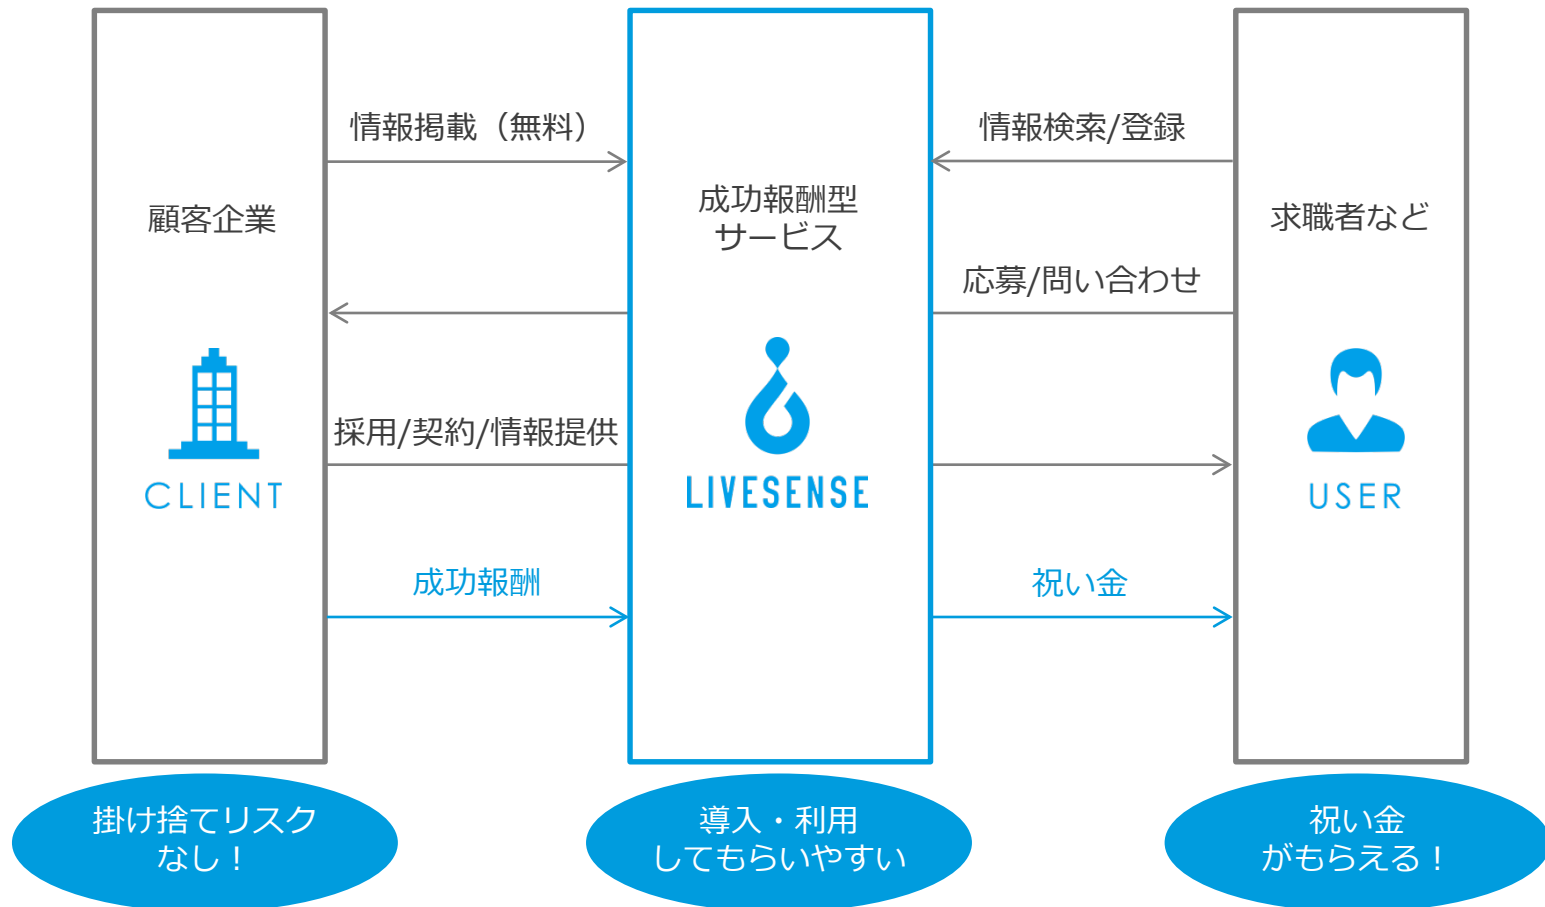 情報掲載（無料）
情報検索/登録
顧客企業
成功報酬型
サービス
求職者など
応募/問い合わせ
採用/契約/情報提供
CLIENT
LIVESENSE
USER
成功報酬
祝い金
掛け捨てリスク
なし！
導入・利用
してもらいやすい
祝い金
がもらえる！